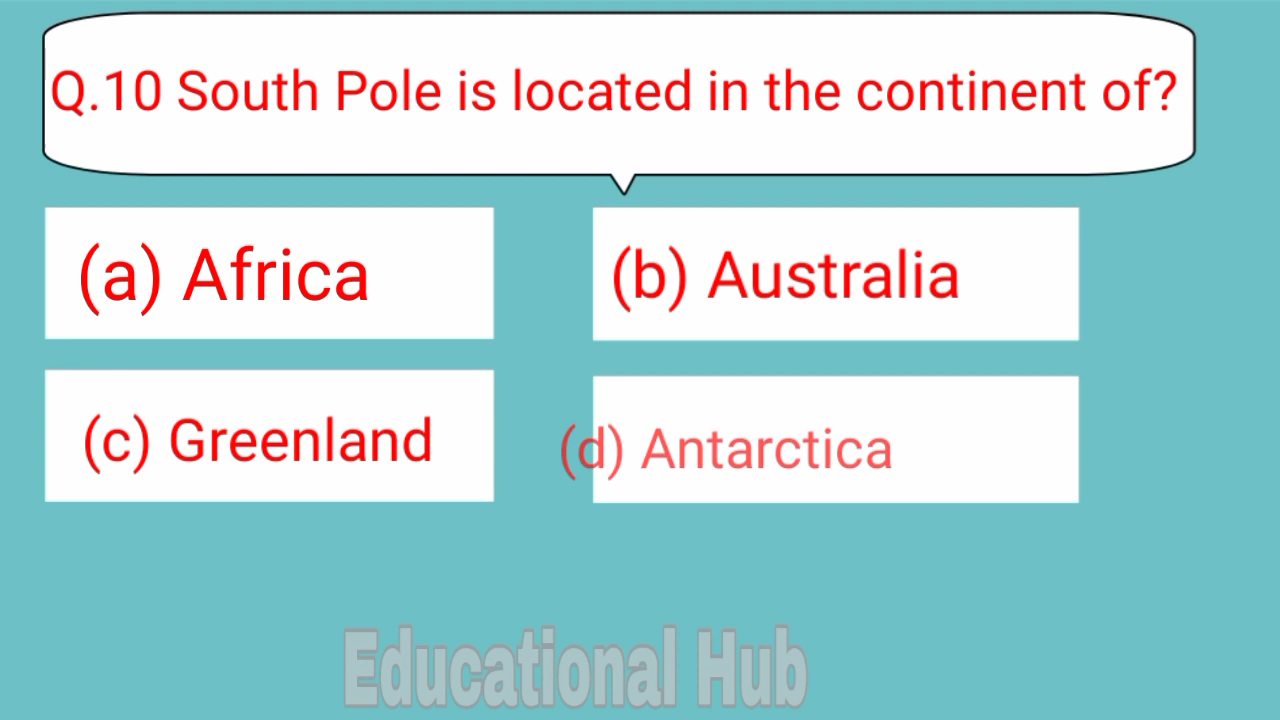 Q.10 South Pole is located in the continent of?
(a) Africa
(b) Australia
(c) Greenland
(d) Antarctica
Educational Hub